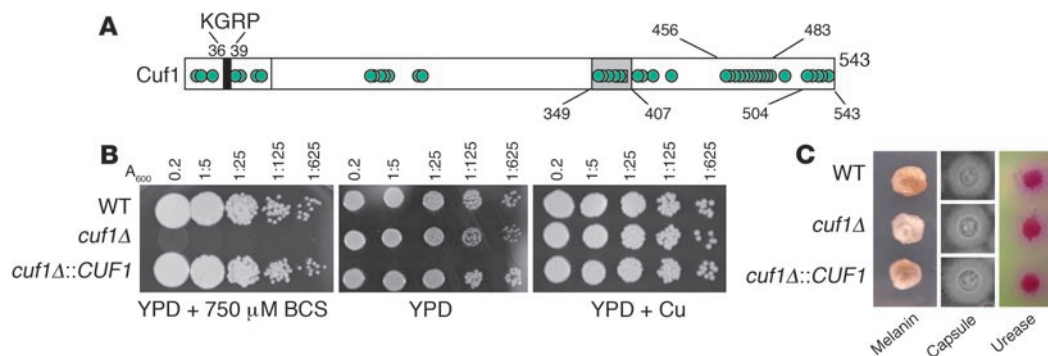 A
KGRP
36 39
456
483
543
Cuf1
349
407
504
543
B
A600
0.2
1:5
1:25
1:125
1:625
0.2
1:5
1:25
1:125
1:625
0.2
1:5
1:25
1:125
1:625
WT
cuf1Δ
cuf1Δ::CUF1
YPD + 750 µM BCS
YPD
YPD + Cu
C
WT
cuf1Δ
cuf1Δ::CUF1
Melanin
Capsule
Urease